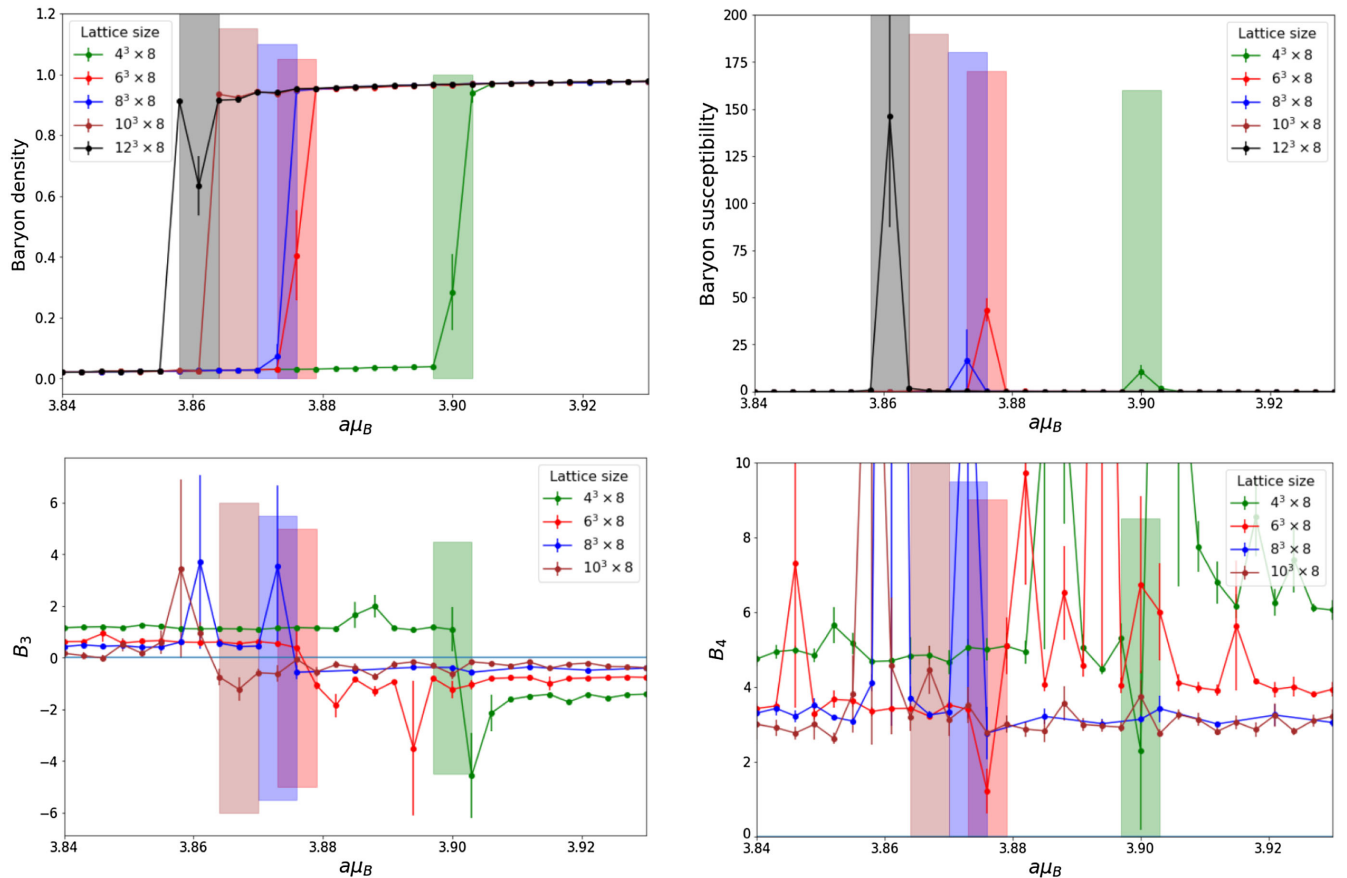 Baryon density
1.2
1.0
0.8
0.6
0.4
0.2
0.0
Lattice size
4³ × 8
6³ × 8
8³ × 8
10³ × 8
12³ × 8
3.84 3.86 3.88 3.90 3.92
aμ_B
Baryon susceptibility
200
175
150
125
100
75
50
25
0
Lattice size
4³ × 8
6³ × 8
8³ × 8
10³ × 8
12³ × 8
3.84 3.86 3.88 3.90 3.92
aμ_B
B₃
6
4
2
0
−2
−4
−6
Lattice size
4³ × 8
6³ × 8
8³ × 8
10³ × 8
3.84 3.86 3.88 3.90 3.92
aμ_B
B₄
10
8
6
4
2
0
Lattice size
4³ × 8
6³ × 8
8³ × 8
10³ × 8
3.84 3.86 3.88 3.90 3.92
aμ_B